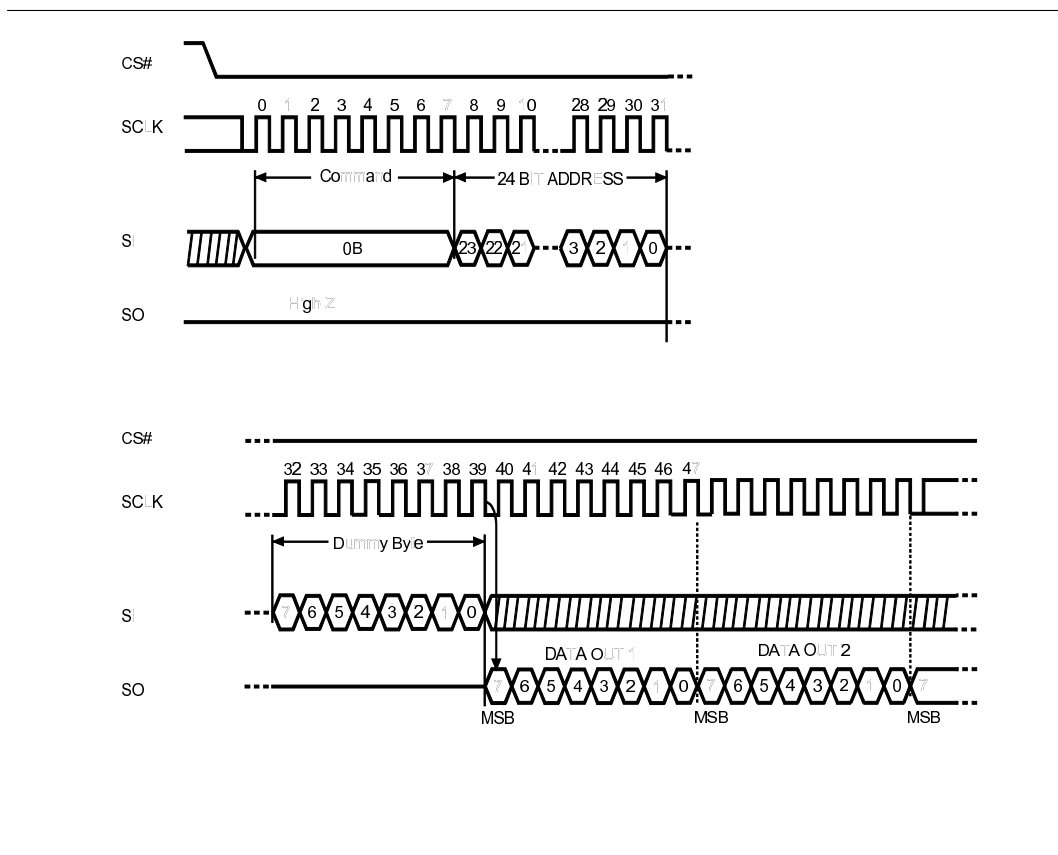 CS#
0 1 2 3 4 5 6 7 8 9 10 28 29 30 31
SCLK
Command 24 BIT ADDRESS
SI 0B 23 22 21 3 2 1 0
High Z
SO
CS#
32 33 34 35 36 37 38 39 40 41 42 43 44 45 46 47
SCLK
Dummy Byte
SI 7 6 5 4 3 2 1 0
DATA OUT 1 DATA OUT 2
SO 7 6 5 4 3 2 1 0 7 6 5 4 3 2 1 0 7
MSB MSB MSB